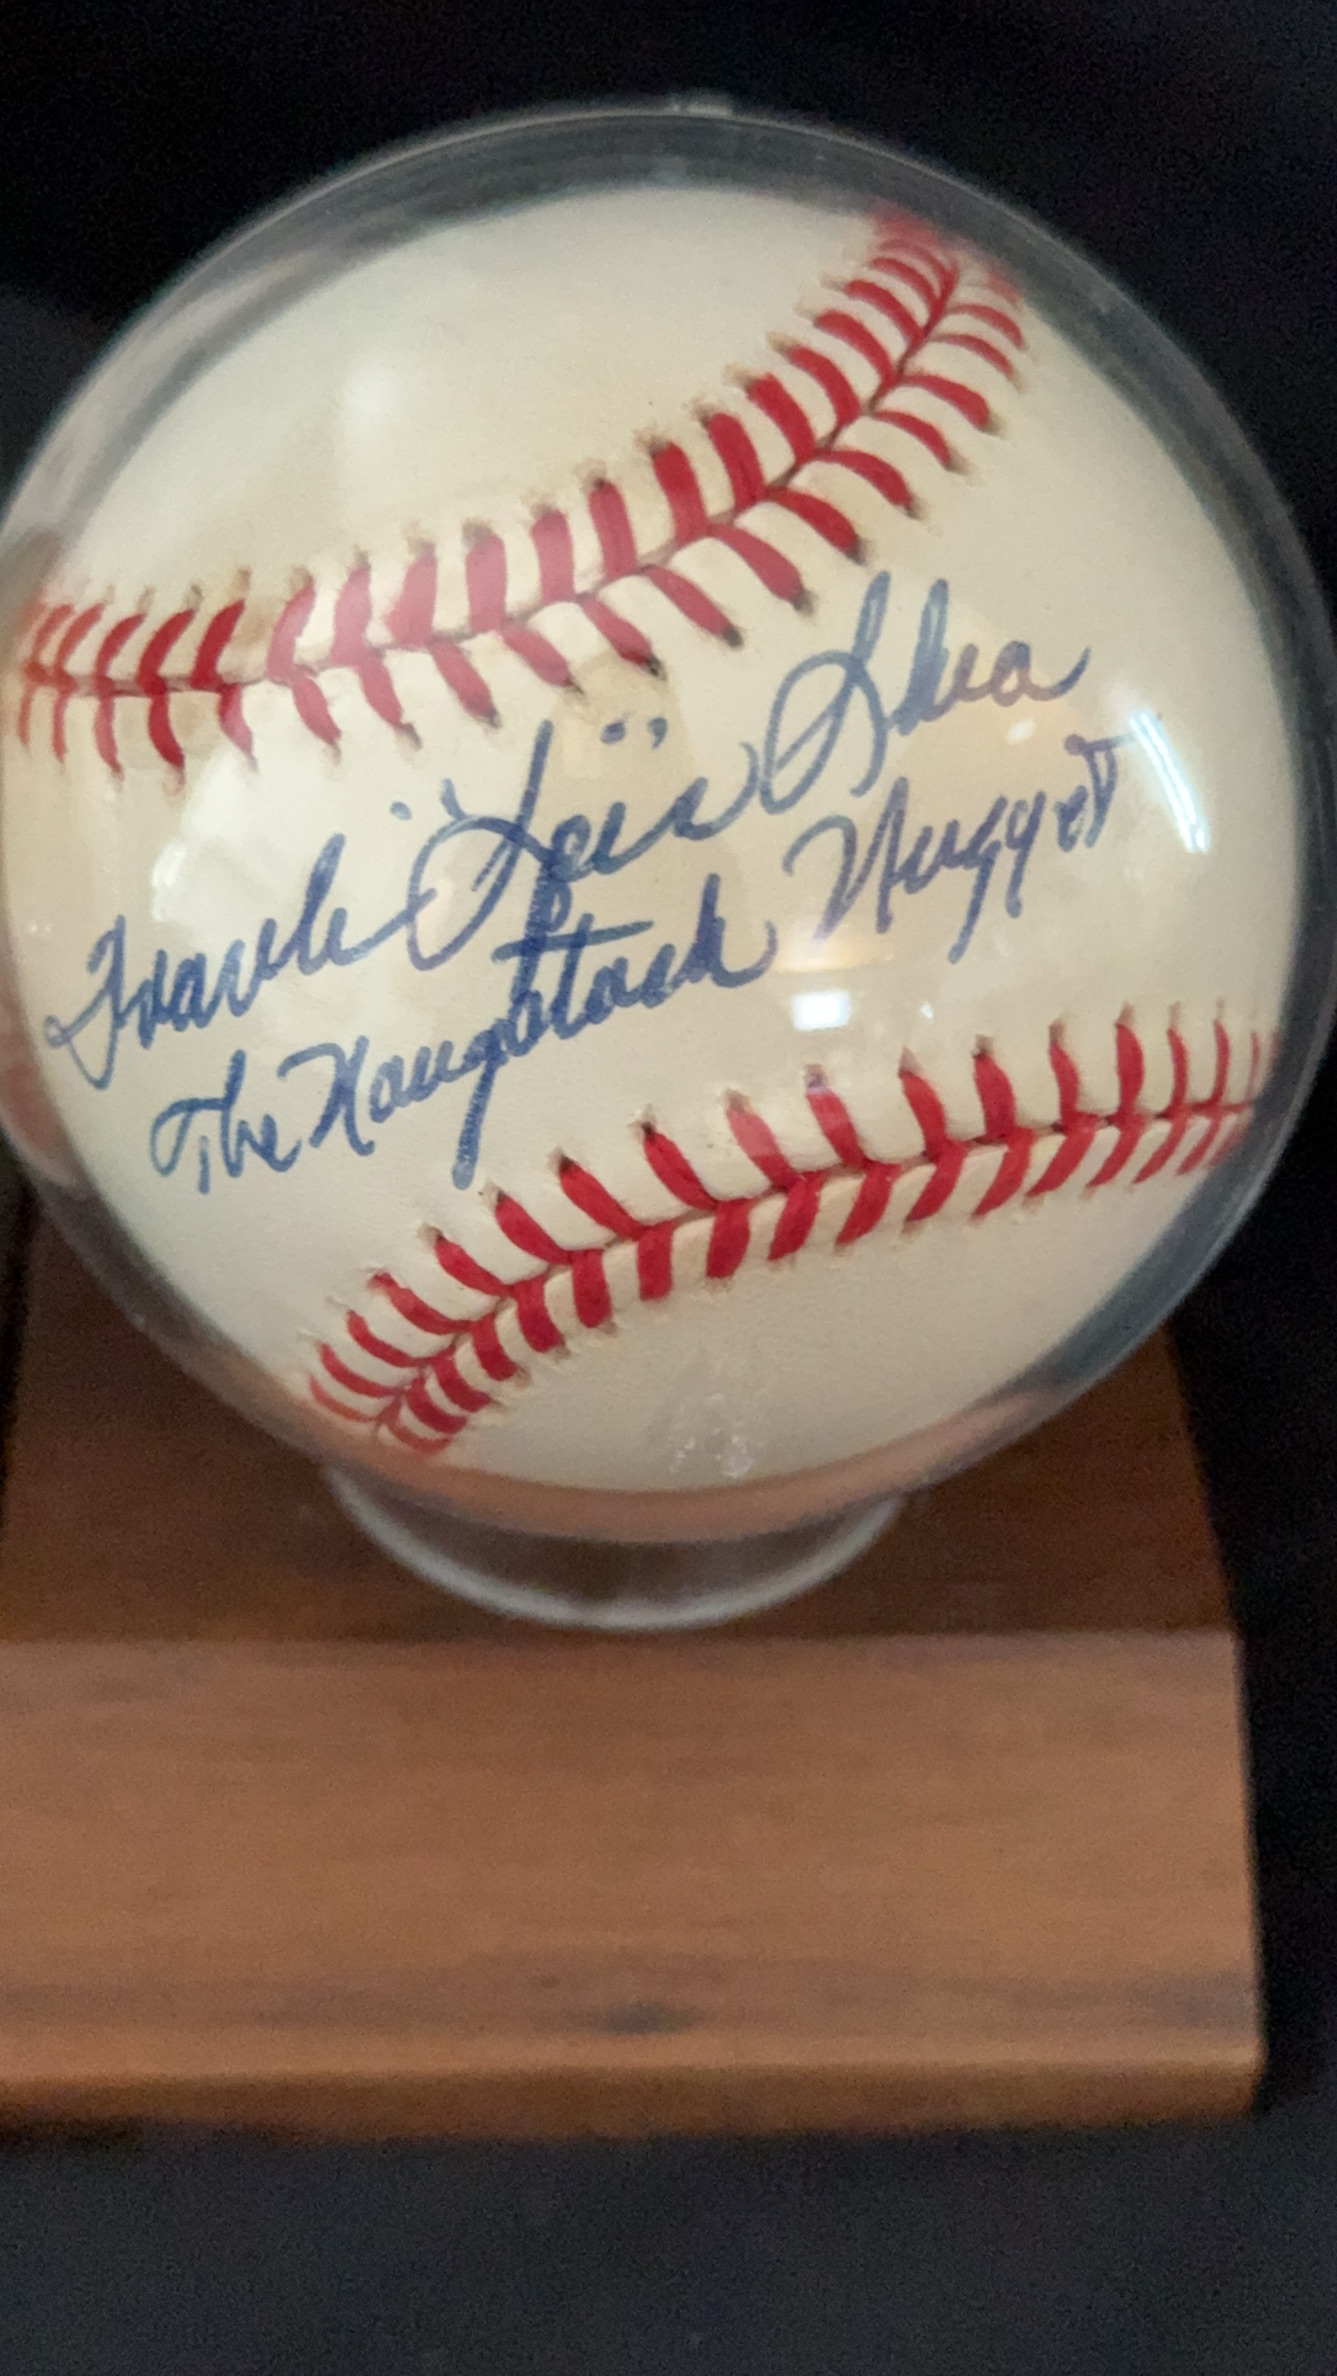 Frank "Spec" Shea
The Naugatuck Nugget